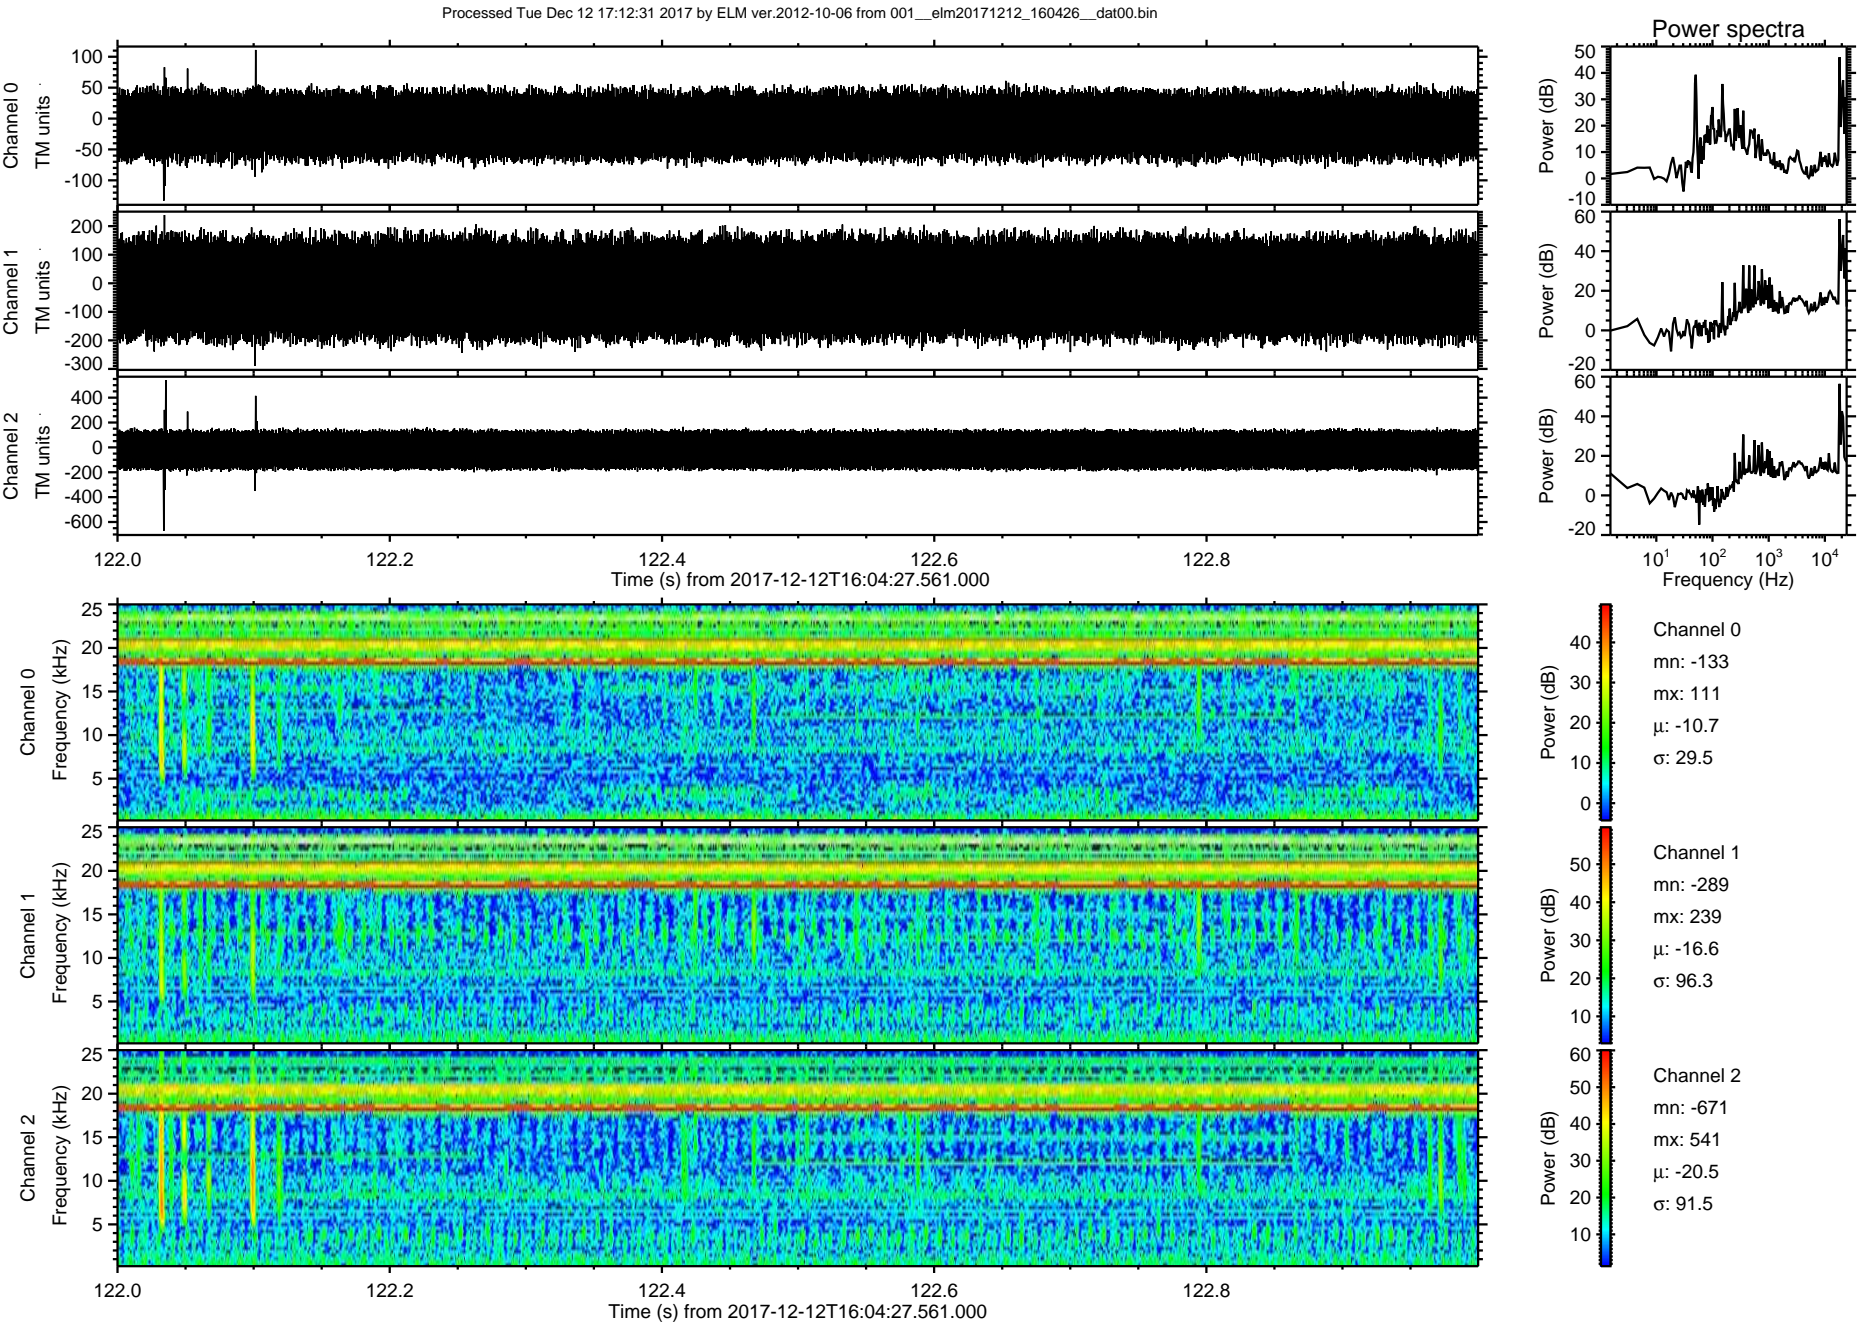 Processed Tue Dec 12 17:12:31 2017 by ELM ver.2012-10-06 from 001__elm20171212_160426__dat00.bin
Power spectra
Channel 0
TM units
100
50
0
-50
-100
Power (dB)
50
40
30
20
10
0
-10
Channel 1
TM units
200
100
0
-100
-200
-300
Power (dB)
60
40
20
0
-20
Channel 2
TM units
400
200
0
-200
-400
-600
Power (dB)
60
40
20
0
-20
122.0 122.2 122.4 122.6 122.8
Time (s) from 2017-12-12T16:04:27.561.000
10^1 10^2 10^3 10^4
Frequency (Hz)
Channel 0
Frequency (kHz)
25
20
15
10
5
Power (dB)
40
30
20
10
0
Channel 0
mn: -133
mx: 111
μ: -10.7
σ: 29.5
Channel 1
Frequency (kHz)
25
20
15
10
5
Power (dB)
50
40
30
20
10
Channel 1
mn: -289
mx: 239
μ: -16.6
σ: 96.3
Channel 2
Frequency (kHz)
25
20
15
10
5
Power (dB)
60
50
40
30
20
10
Channel 2
mn: -671
mx: 541
μ: -20.5
σ: 91.5
122.0 122.2 122.4 122.6 122.8
Time (s) from 2017-12-12T16:04:27.561.000